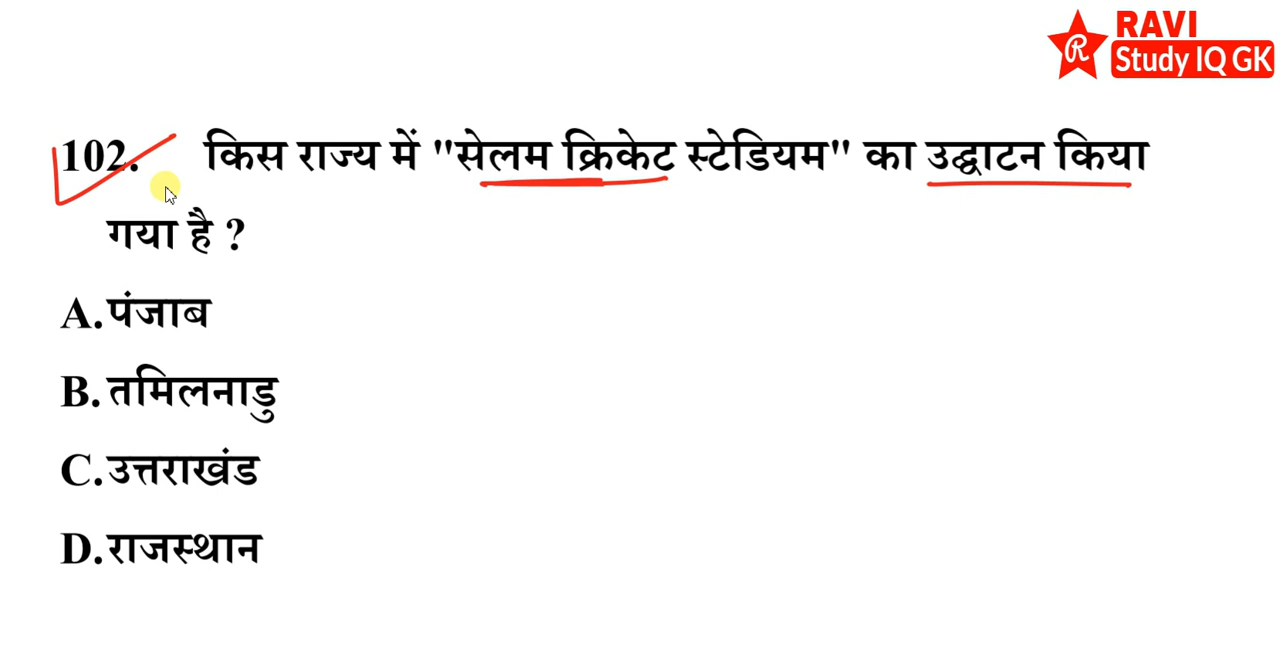 RAVI
R Study IQ GK
102. किस राज्य में "सेलम क्रिकेट स्टेडियम" का उद्घाटन किया
गया है ?
A. पंजाब
B. तमिलनाडु
C. उत्तराखंड
D. राजस्थान